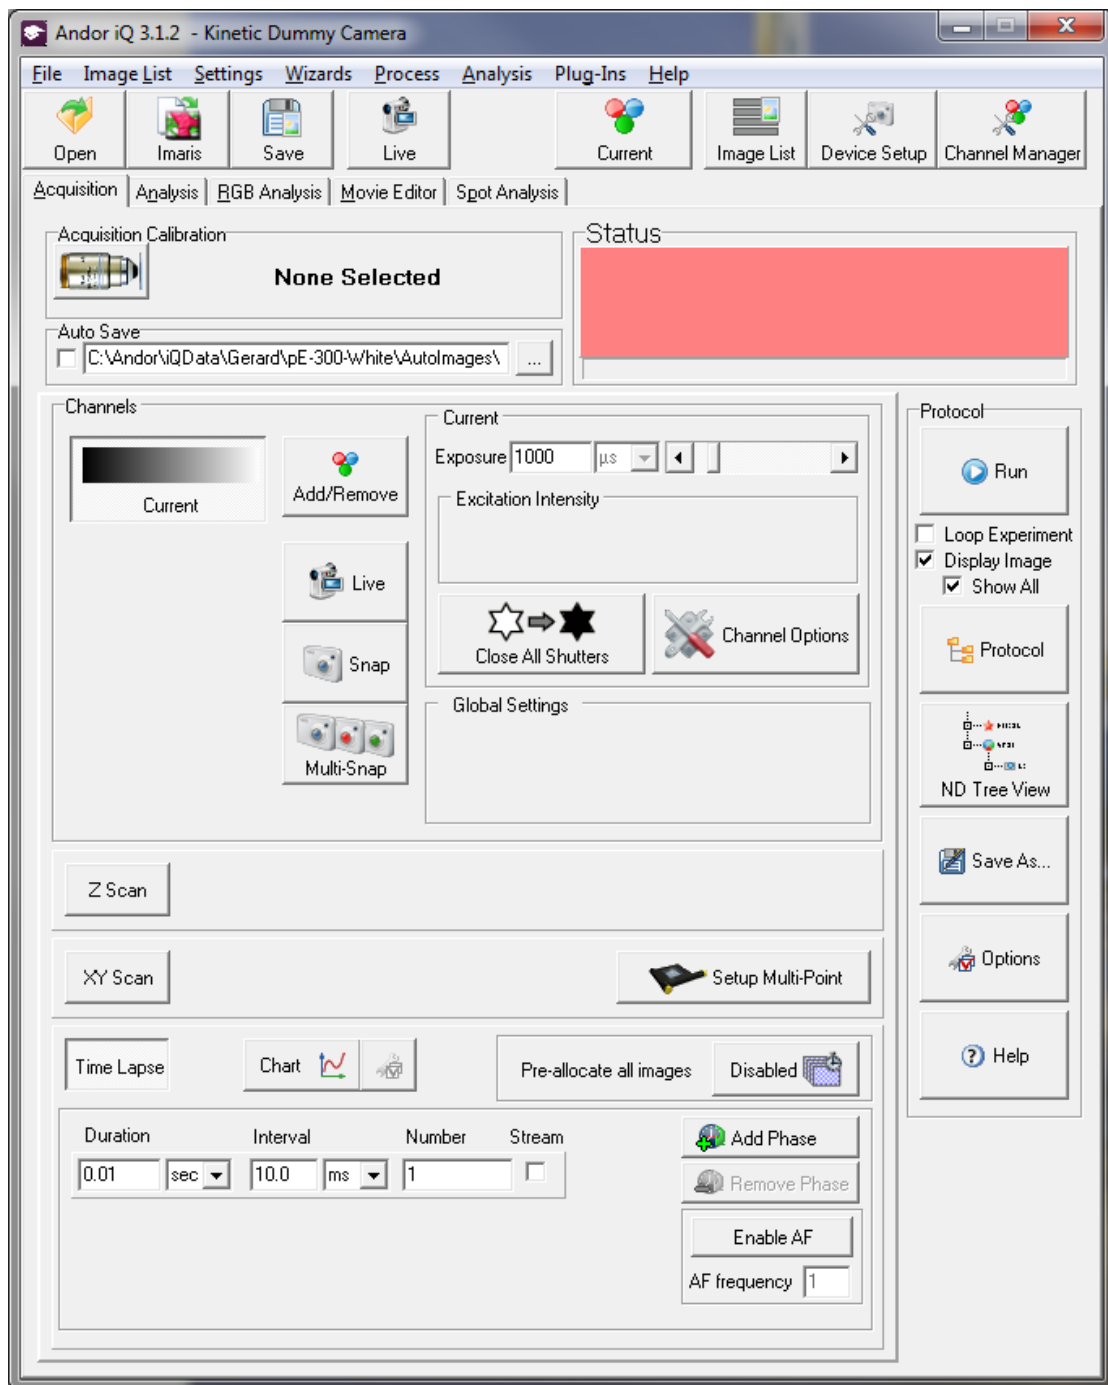 Andor iQ 3.1.2 - Kinetic Dummy Camera
File Image List Settings Wizards Process Analysis Plug-Ins Help
Open Imaris Save Live Current Image List Device Setup Channel Manager
Acquisition Analysis RGB Analysis Movie Editor Spot Analysis
Acquisition Calibration
None Selected
Status
Auto Save
C:\Andor\iQData\Gerard\pE-300-White\AutoImages\ ...
Channels
Current
Add/Remove
Live
Snap
Multi-Snap
Current
Exposure 1000 µs
Excitation Intensity
Close All Shutters
Channel Options
Global Settings
Protocol
Run
Loop Experiment
Display Image
Show All
Protocol
ND Tree View
Save As...
Options
Help
Z Scan
XY Scan
Setup Multi-Point
Time Lapse
Chart
Pre-allocate all images Disabled
Duration Interval Number Stream
0.01 sec 10.0 ms 1
Add Phase
Remove Phase
Enable AF
AF frequency 1